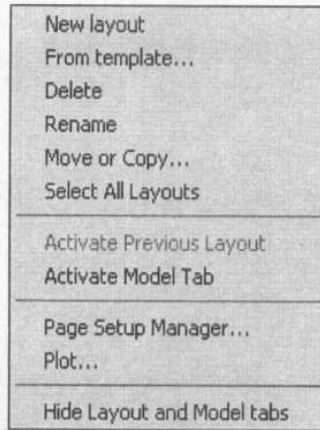 New layout
From template...
Delete
Rename
Move or Copy...
Select All Layouts
Activate Previous Layout
Activate Model Tab
Page Setup Manager...
Plot...
Hide Layout and Model tabs